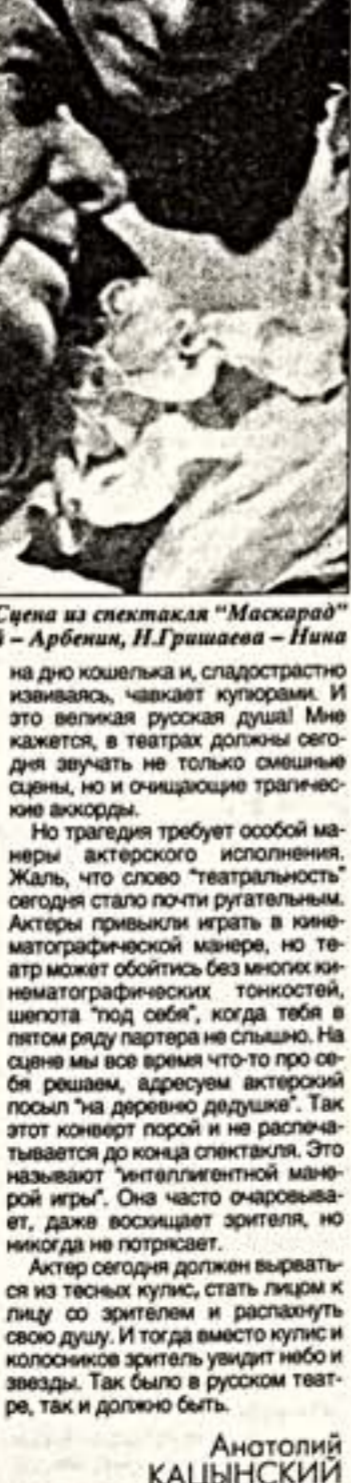 Сцена из спектакля "Маскарад"
– Арбенин, Н.Гришаева – Нина
на дно кошелька и, сладострастно
извиваясь, чавкает купюрами. И
это великая русская душа! Мне
кажется, в театрах должны сего-
дня звучать не только смешные
сцены, но и очищающие трагичес-
кие аккорды.
Но трагедия требует особой ма-
неры актерского исполнения.
Жаль, что слово "театральность"
сегодня стало почти ругательным.
Актеры привыкли играть в кине-
матографической манере, но те-
атр может обойтись без многих ки-
нематографических тонкостей,
шепота "под себя", когда тебя в
пятом ряду партера не слышно. На
сцене мы все время что-то про се-
бя решаем, адресуем актерский
посыл "на деревню дедушке". Так
этот конверт порой и не распеча-
тывается до конца спектакля. Это
называют "интеллигентной мане-
рой игры". Она часто очаровыва-
ет, даже восхищает зрителя, но
никогда не потрясает.
Актер сегодня должен вырвать-
ся из тесных кулис, стать лицом к
лицу со зрителем и распахнуть
свою душу. И тогда вместо кулис и
колосников зритель увидит небо и
звезды. Так было в русском теат-
ре, так и должно быть.
Анатолий
КАЦЫНСКИЙ